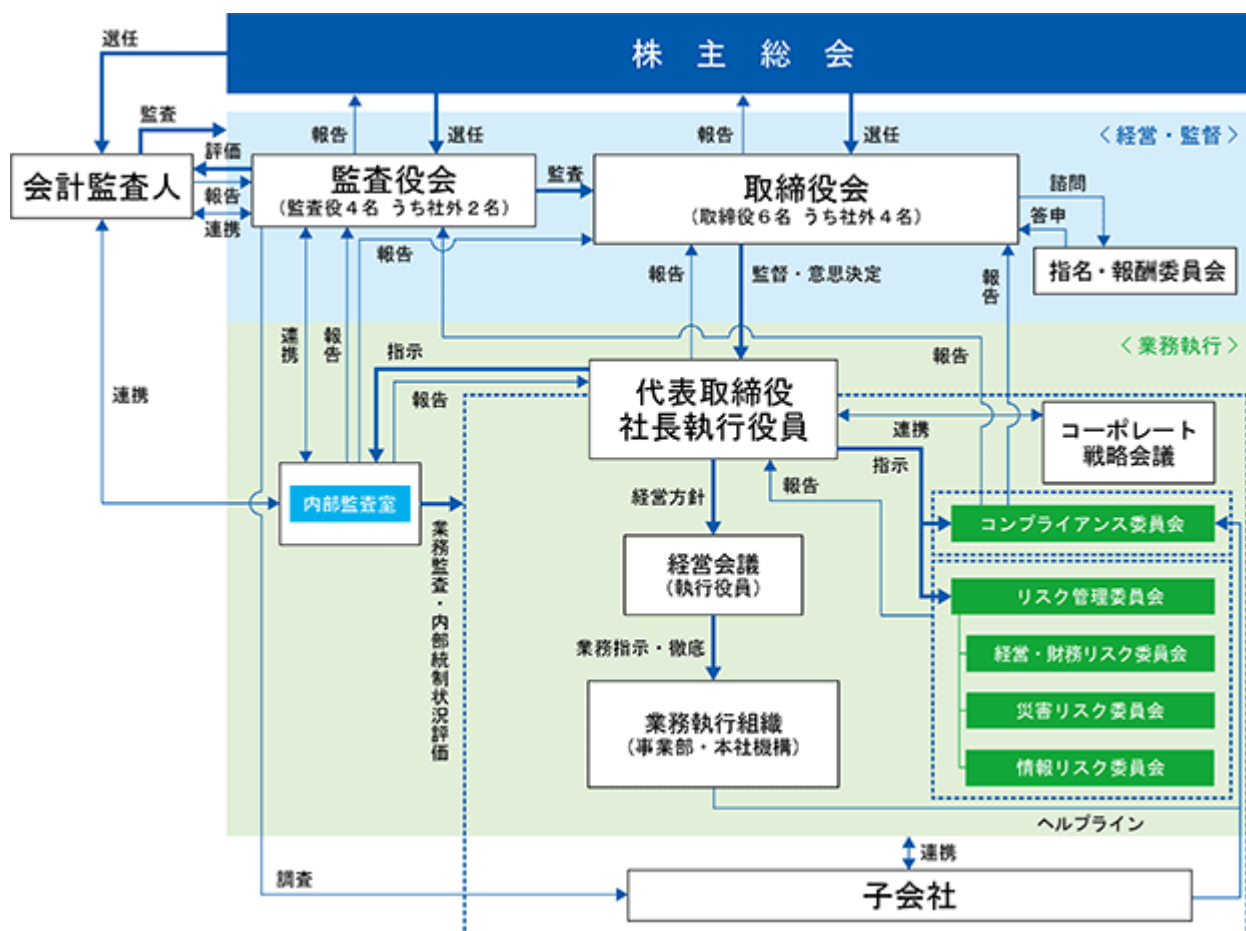 株主総会
選任
監査
報告
選任
報告
選任
<経営・監督>
評価
会計監査人
報告
連携
監査役会
(監査役4名 うち社外2名)
監査
取締役会
(取締役6名 うち社外4名)
諮問
答申
指名・報酬委員会
報告
報告
監督・意思決定
報告
連携
報告
指示
報告
<業務執行>
連携
報告
代表取締役
社長執行役員
連携
コーポレート
戦略会議
指示
報告
内部監査室
経営方針
コンプライアンス委員会
業務監査・内部統制状況評価
経営会議
(執行役員)
リスク管理委員会
業務指示・徹底
経営・財務リスク委員会
業務執行組織
(事業部・本社機構)
災害リスク委員会
情報リスク委員会
ヘルプライン
連携
調査
子会社